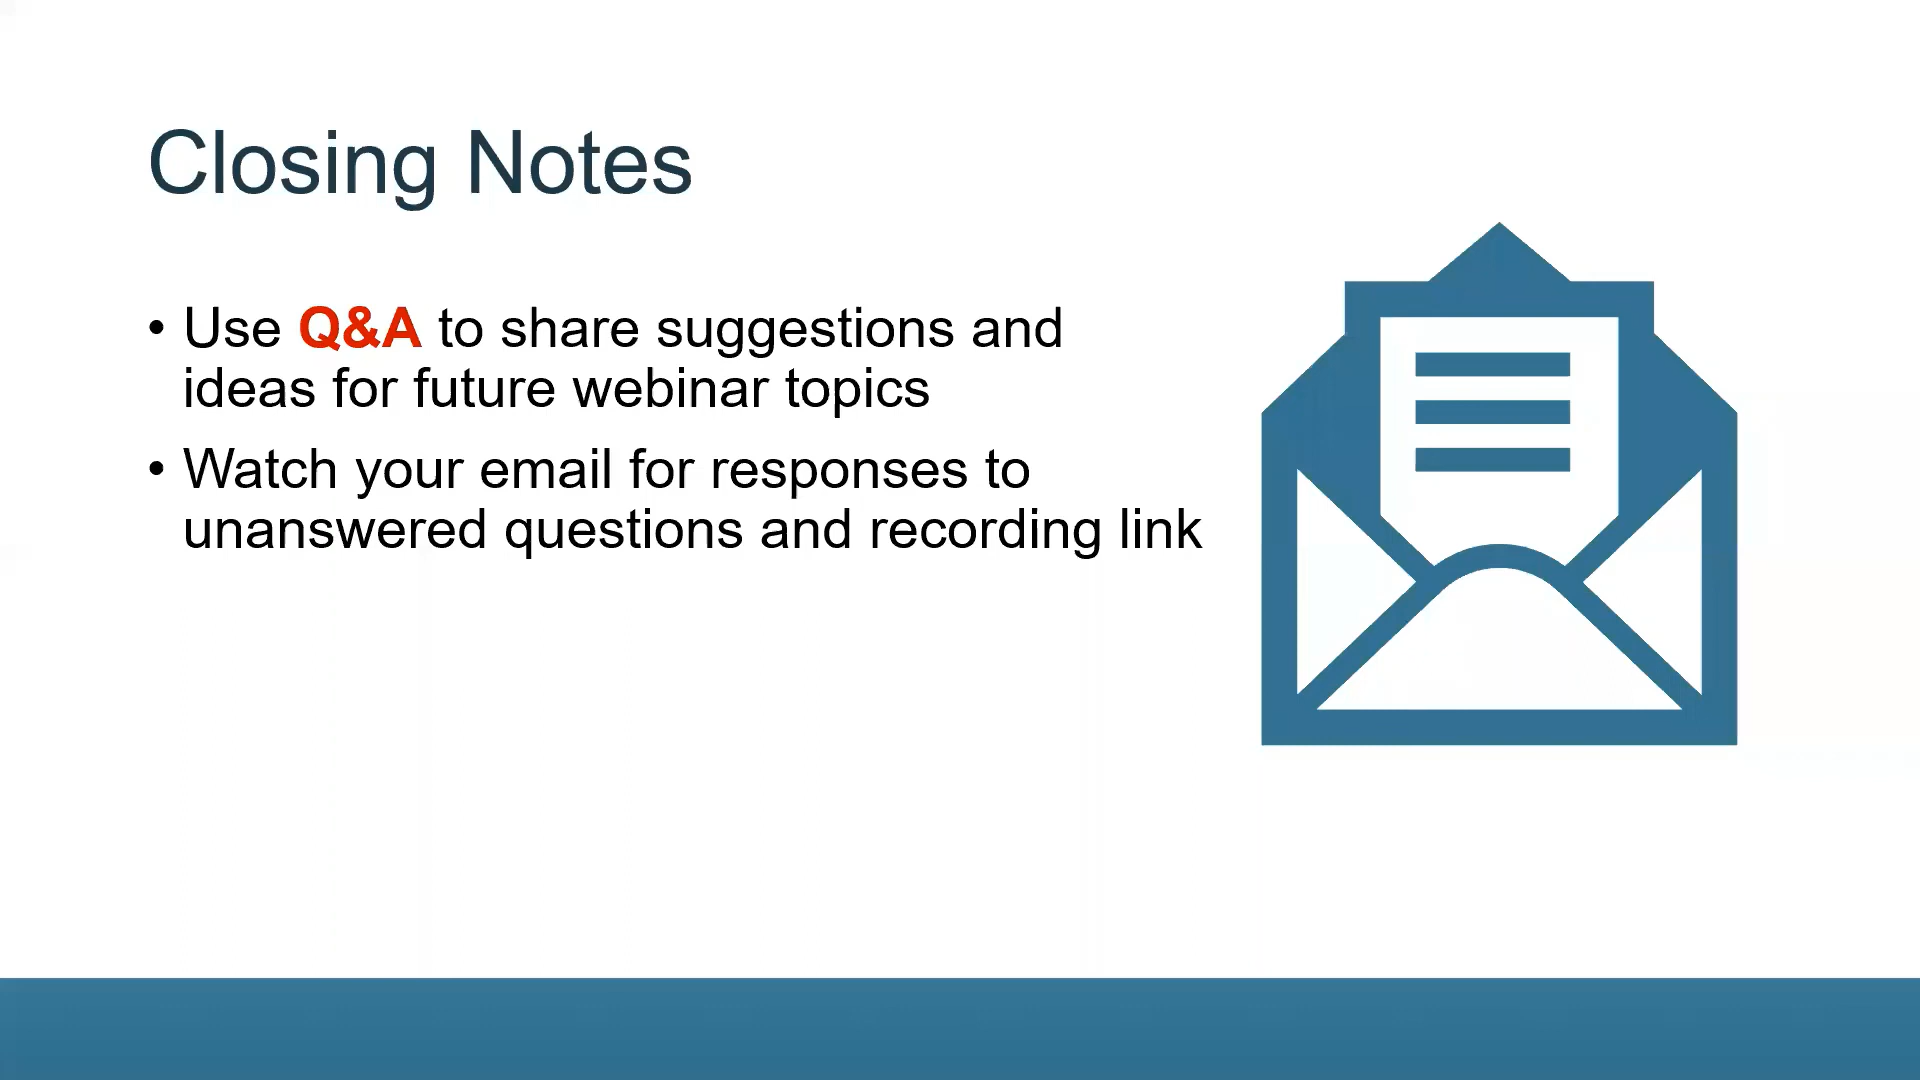 Closing Notes
• Use Q&A to share suggestions and
ideas for future webinar topics
• Watch your email for responses to
unanswered questions and recording link